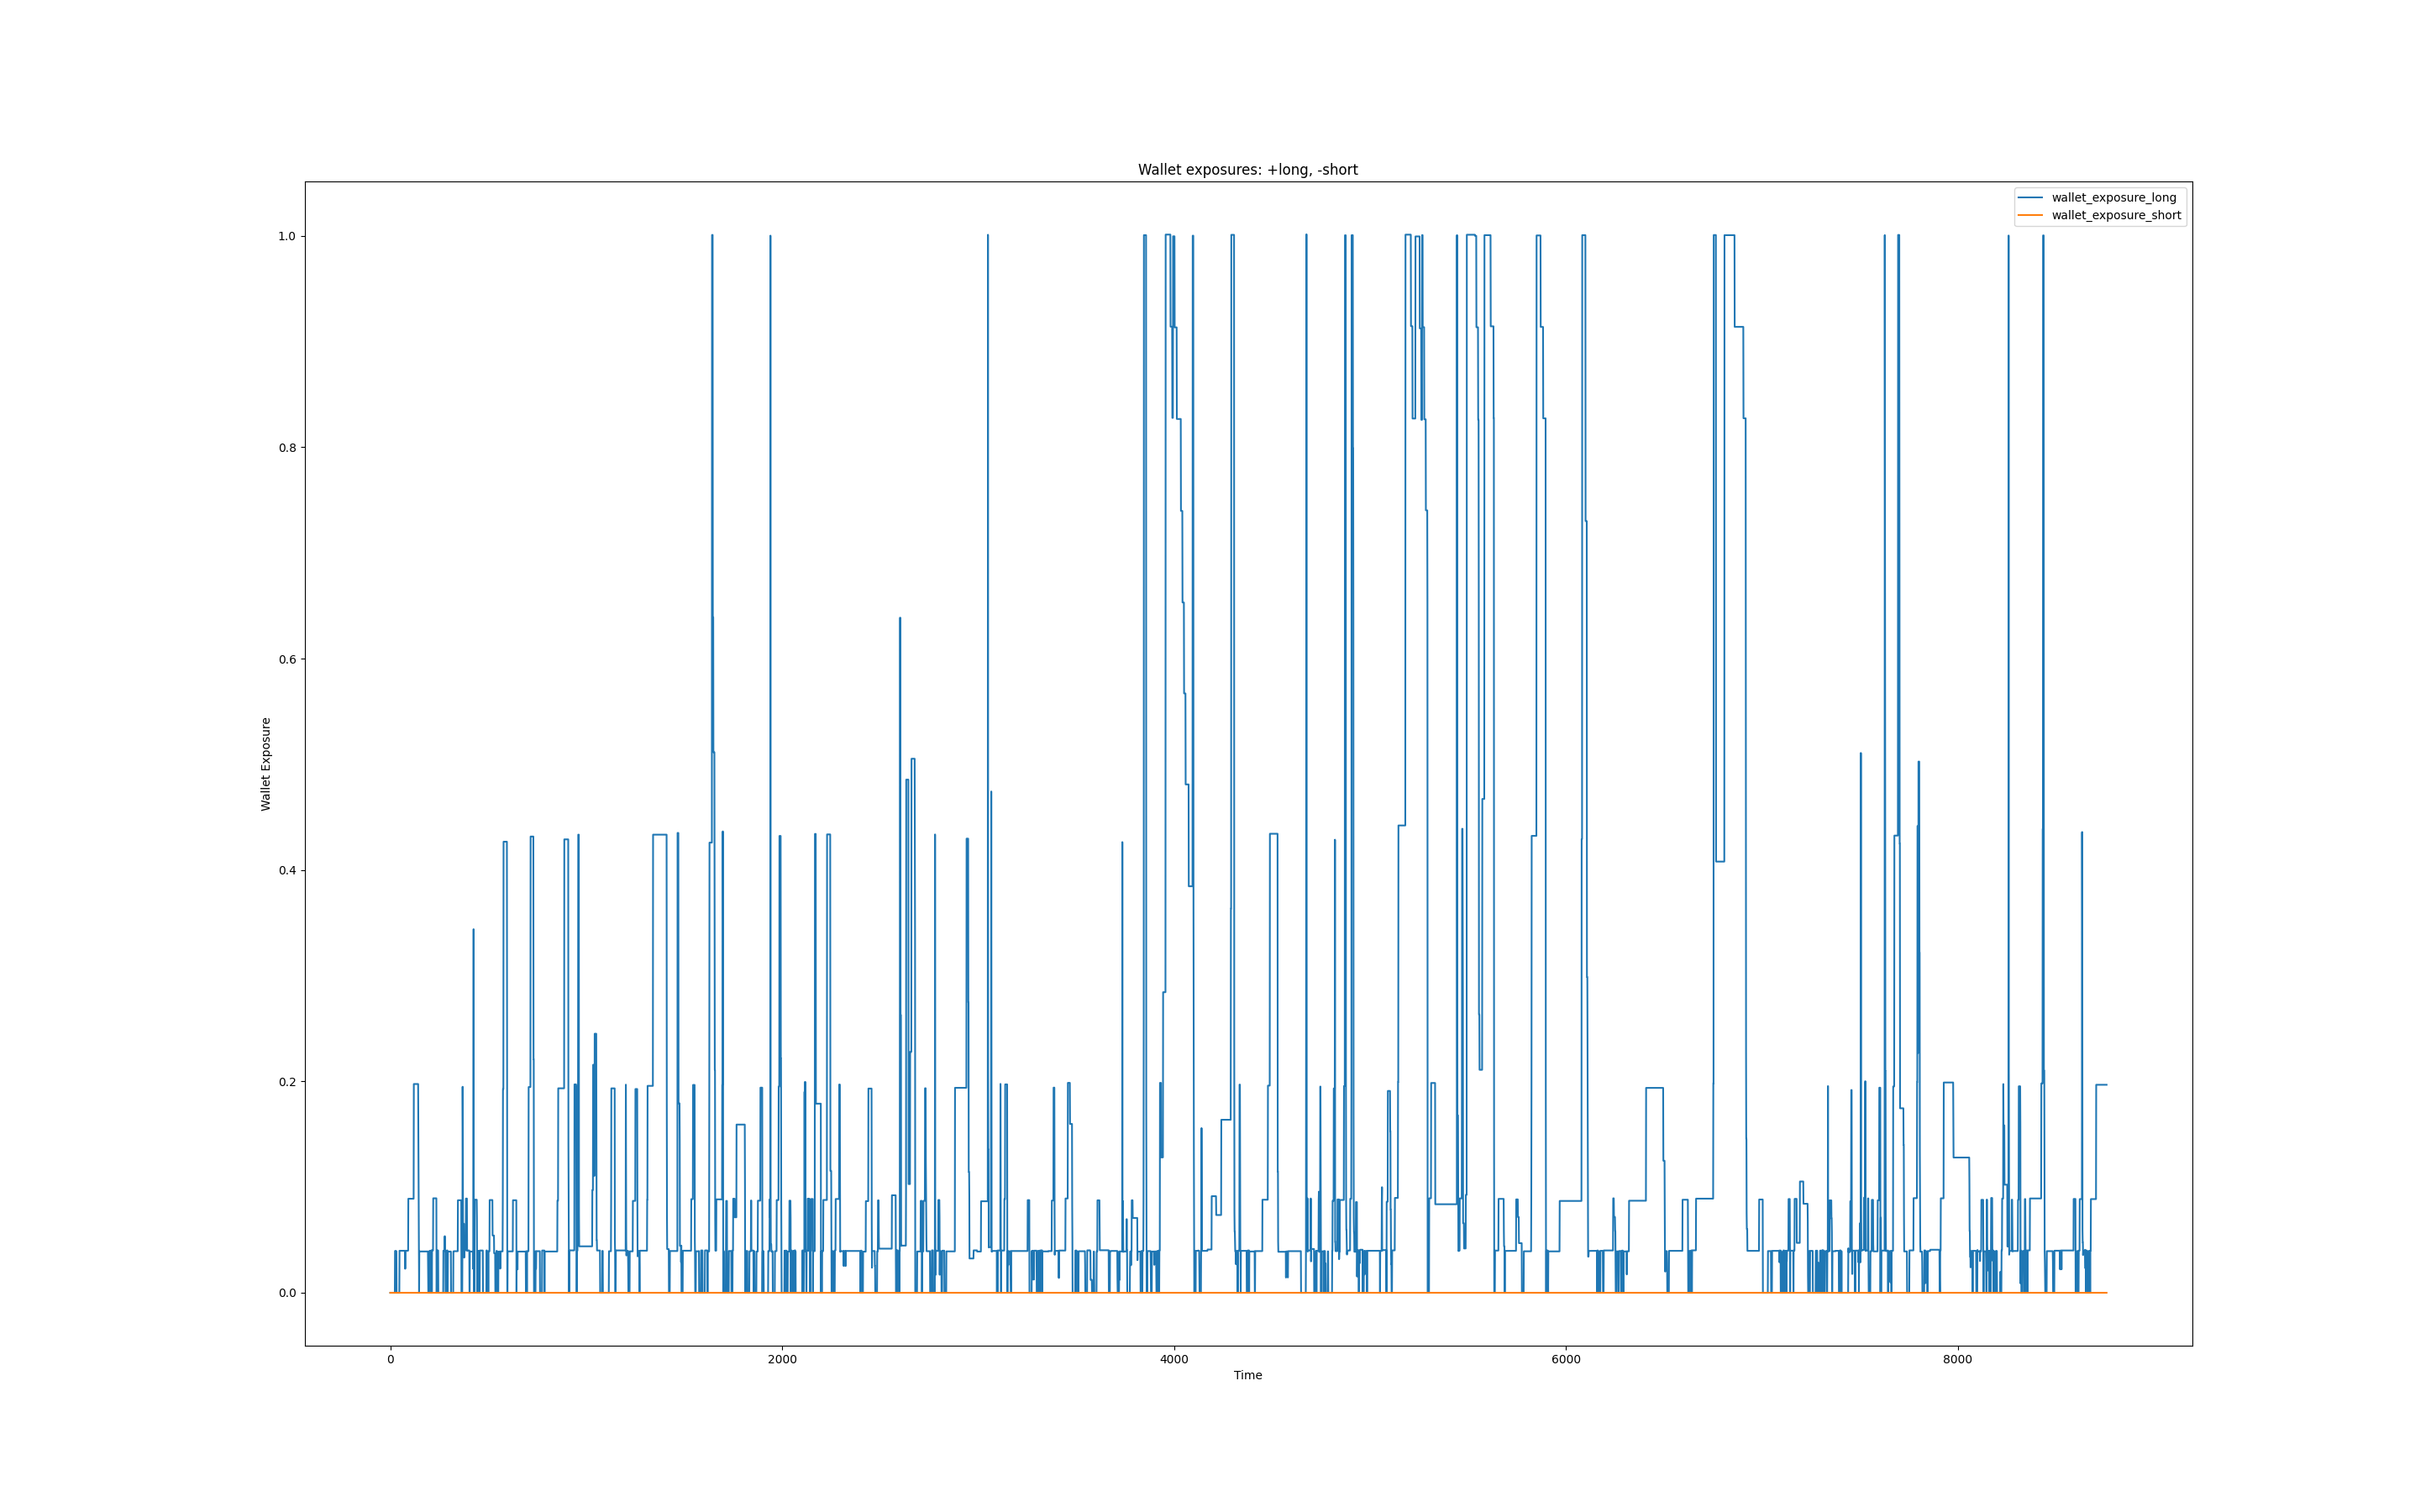 Wallet exposures: +long, -short
wallet_exposure_long
wallet_exposure_short
1.0
0.8
0.6
0.4
0.2
0.0
Wallet Exposure
0 2000 4000 6000 8000
Time